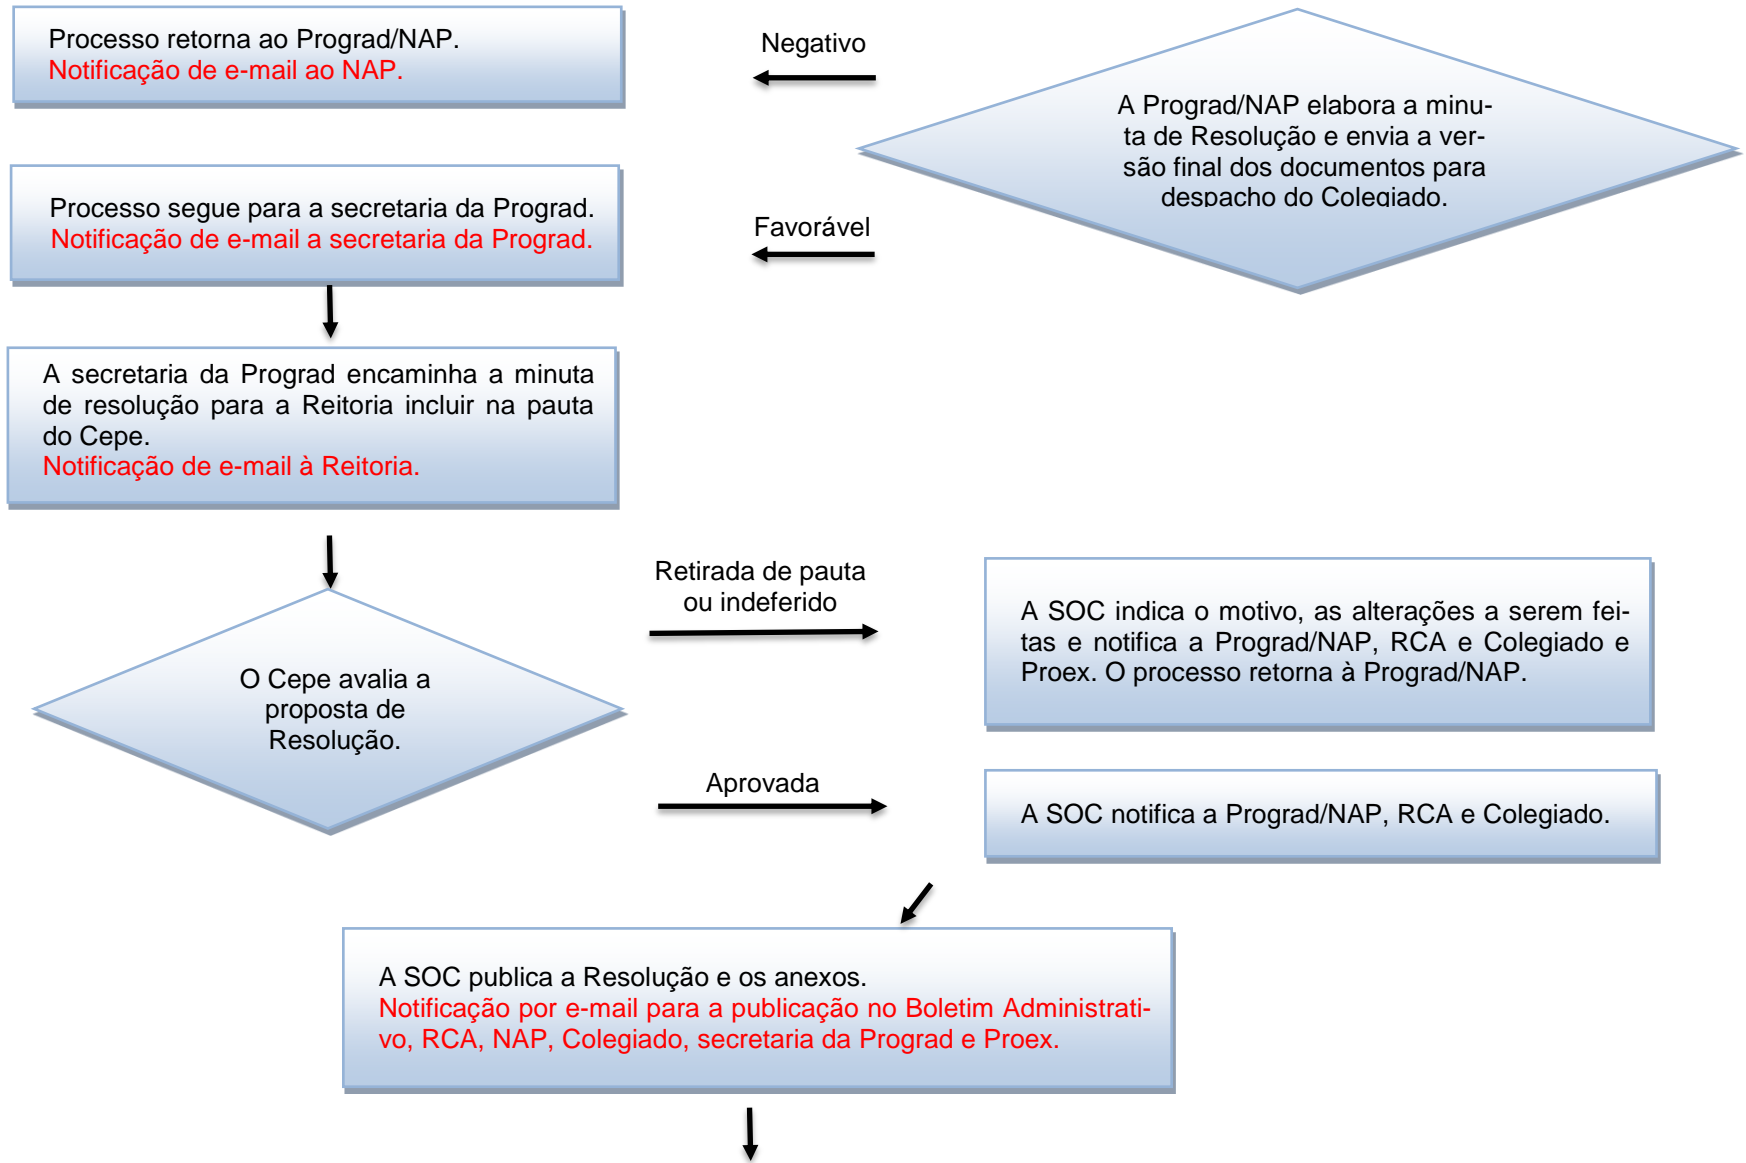 Processo retorna ao Prograd/NAP.
Notificação de e-mail ao NAP.
Negativo
A Prograd/NAP elabora a minu-
ta de Resolução e envia a ver-
são final dos documentos para
despacho do Colegiado.
Processo segue para a secretaria da Prograd.
Notificação de e-mail a secretaria da Prograd.
Favorável
A secretaria da Prograd encaminha a minuta
de resolução para a Reitoria incluir na pauta
do Cepe.
Notificação de e-mail à Reitoria.
O Cepe avalia a
proposta de
Resolução.
Retirada de pauta
ou indeferido
A SOC indica o motivo, as alterações a serem fei-
tas e notifica a Prograd/NAP, RCA e Colegiado e
Proex. O processo retorna à Prograd/NAP.
Aprovada
A SOC notifica a Prograd/NAP, RCA e Colegiado.
A SOC publica a Resolução e os anexos.
Notificação por e-mail para a publicação no Boletim Administrati-
vo, RCA, NAP, Colegiado, secretaria da Prograd e Proex.